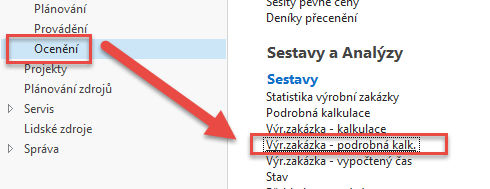 Plánování
Provádění
Ocenění
Projekty
Plánování zdrojů
Servis
Lidské zdroje
Správa
Sešity pevné ceny
Deníky přecenění
Sestavy a Analýzy
Sestavy
Statistika výrobní zakázky
Podrobná kalkulace
Výr.zakázka - kalkulace
Výr.zakázka - podrobná kalk.
Výr.zakázka - vypočtený čas
Stav